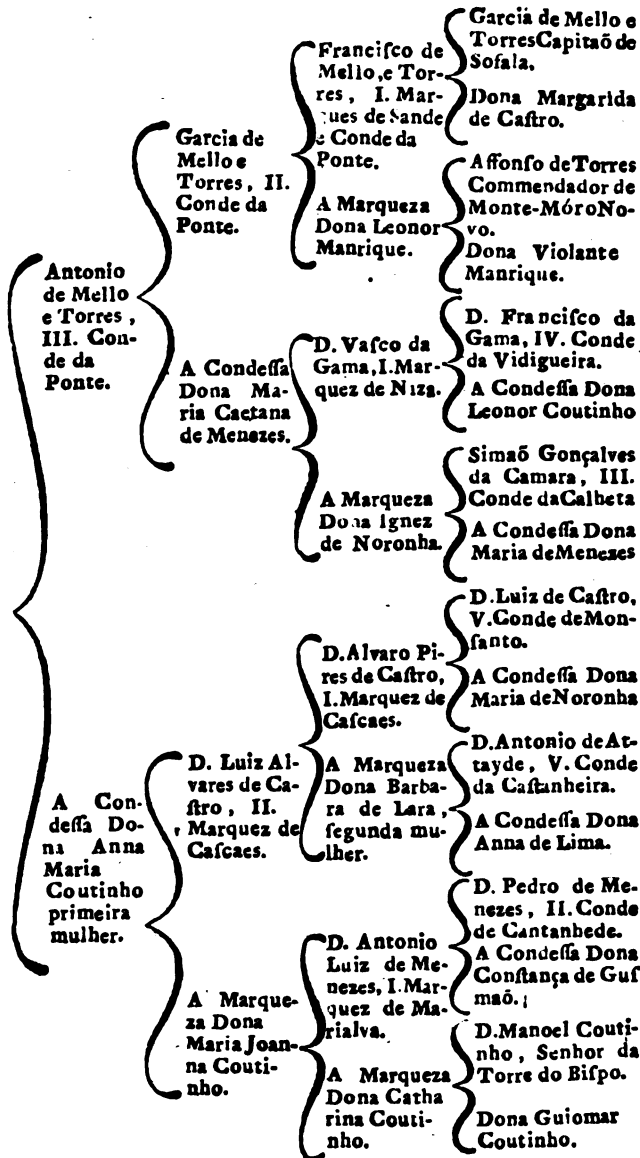 Antonio
de Mello
e Torres ,
III. Con-
de da
Ponte.
A Con-
deſſa Do-
na Anna
Maria
Coutinho
primeira
mulher.
Garcia de
Mello e
Torres , II.
Conde da
Ponte.
A Condeſſa
Dona Ma-
ria Caetana
de Menezes.
D. Luiz Al-
vares de Ca-
ſtro , II.
Marquez de
Caſcaes.
A Marque-
za Dona
Maria Joan-
na Couti-
nho.
Franciſco de
Mello, e Tor-
res , I. Mar-
ques de Sande
e Conde da
Ponte.
A Marqueza
Dona Leonor
Manrique.
D. Vaſco da
Gama, I. Mar-
quez de Niza.
A Marqueza
Dona Ignez
de Noronha.
D. Alvaro Pi-
res de Caſtro,
I. Marquez de
Caſcaes.
A Marqueza
Dona Barba-
ra de Lara ,
ſegunda mu-
lher.
D. Antonio
Luiz de Me-
nezes, I. Mar-
quez de Ma-
rialva.
A Marqueza
Dona Catha
rina Couti-
nho.
Garcia de Mello e
Torres Capitaõ de
Sofala.
Dona Margarida
de Caſtro.
Affonſo de Torres
Commendador de
Monte-Móro No-
vo.
Dona Violante
Manrique.
D. Franciſco da
Gama, IV. Conde
da Vidigueira.
A Condeſſa Dona
Leonor Coutinho
Simaõ Gonçalves
da Camara , III.
Conde da Calheta
A Condeſſa Dona
Maria de Menezes
D. Luiz de Caſtro,
V. Conde de Mon-
ſanto.
A Condeſſa Dona
Maria de Noronha
D. Antonio de At-
tayde, V. Conde
da Caſtanheira.
A Condeſſa Dona
Anna de Lima.
D. Pedro de Me-
nezes , II. Conde
de Cantanhede.
A Condeſſa Dona
Conſtança de Guſ
maõ.
D. Manoel Couti-
nho , Senhor da
Torre do Biſpo.
Dona Guiomar
Coutinho.